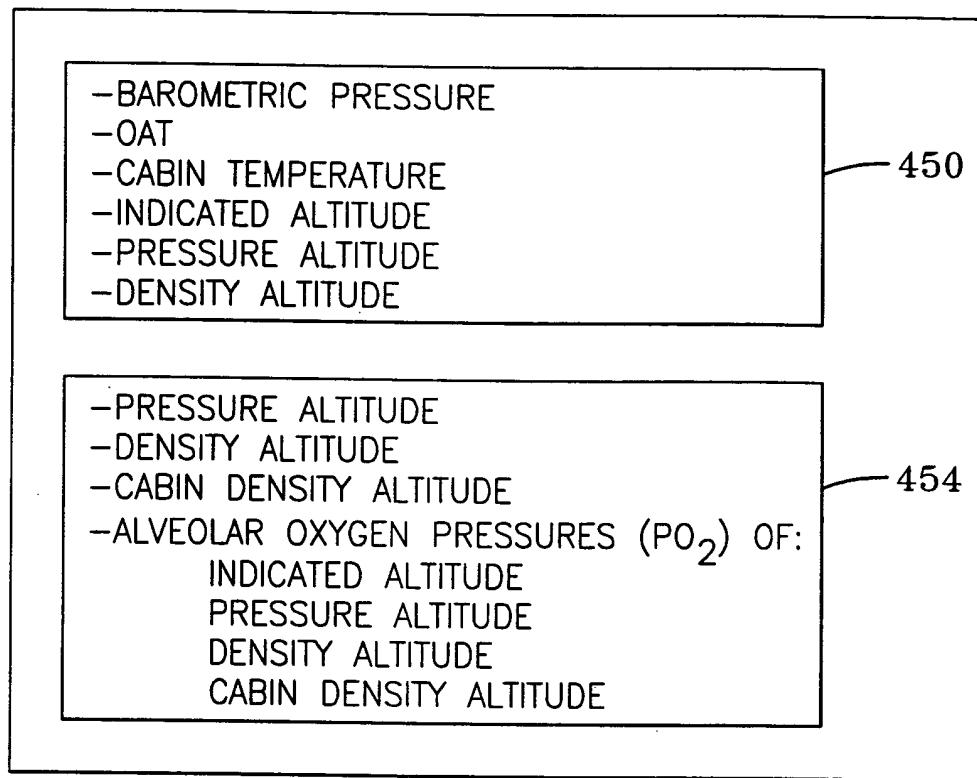 -BAROMETRIC PRESSURE
-OAT
-CABIN TEMPERATURE
-INDICATED ALTITUDE
-PRESSURE ALTITUDE
-DENSITY ALTITUDE
450
-PRESSURE ALTITUDE
-DENSITY ALTITUDE
-CABIN DENSITY ALTITUDE
-ALVEOLAR OXYGEN PRESSURES (PO₂) OF:
INDICATED ALTITUDE
PRESSURE ALTITUDE
DENSITY ALTITUDE
CABIN DENSITY ALTITUDE
454